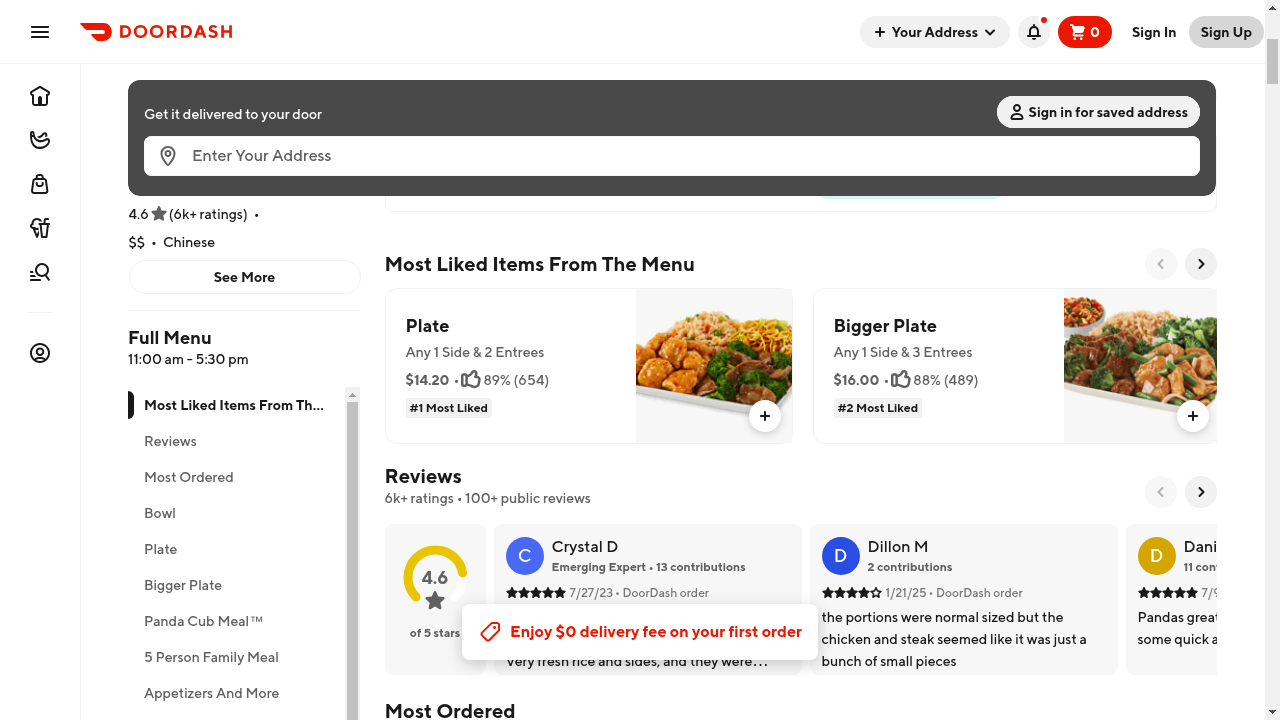 DOORDASH
Your Address
0
Sign In
Sign Up
Get it delivered to your door
Sign in for saved address
Enter Your Address
4.6 (6k+ ratings) •
$$ • Chinese
See More
Full Menu
11:00 am - 5:30 pm
Most Liked Items From Th...
Reviews
Most Ordered
Bowl
Plate
Bigger Plate
Panda Cub Meal™
5 Person Family Meal
Appetizers And More
Most Liked Items From The Menu
Plate
Any 1 Side & 2 Entrees
$14.20 • 89% (654)
#1 Most Liked
Bigger Plate
Any 1 Side & 3 Entrees
$16.00 • 88% (489)
#2 Most Liked
Reviews
6k+ ratings • 100+ public reviews
4.6
of 5 stars
C
Crystal D
Emerging Expert • 13 contributions
7/27/23 • DoorDash order
Very fresh rice and sides, and they were...
D
Dillon M
2 contributions
1/21/25 • DoorDash order
the portions were normal sized but the
chicken and steak seemed like it was just a
bunch of small pieces
D
Dani
11 con
7/9
Pandas great
some quick a
Enjoy $0 delivery fee on your first order
Most Ordered